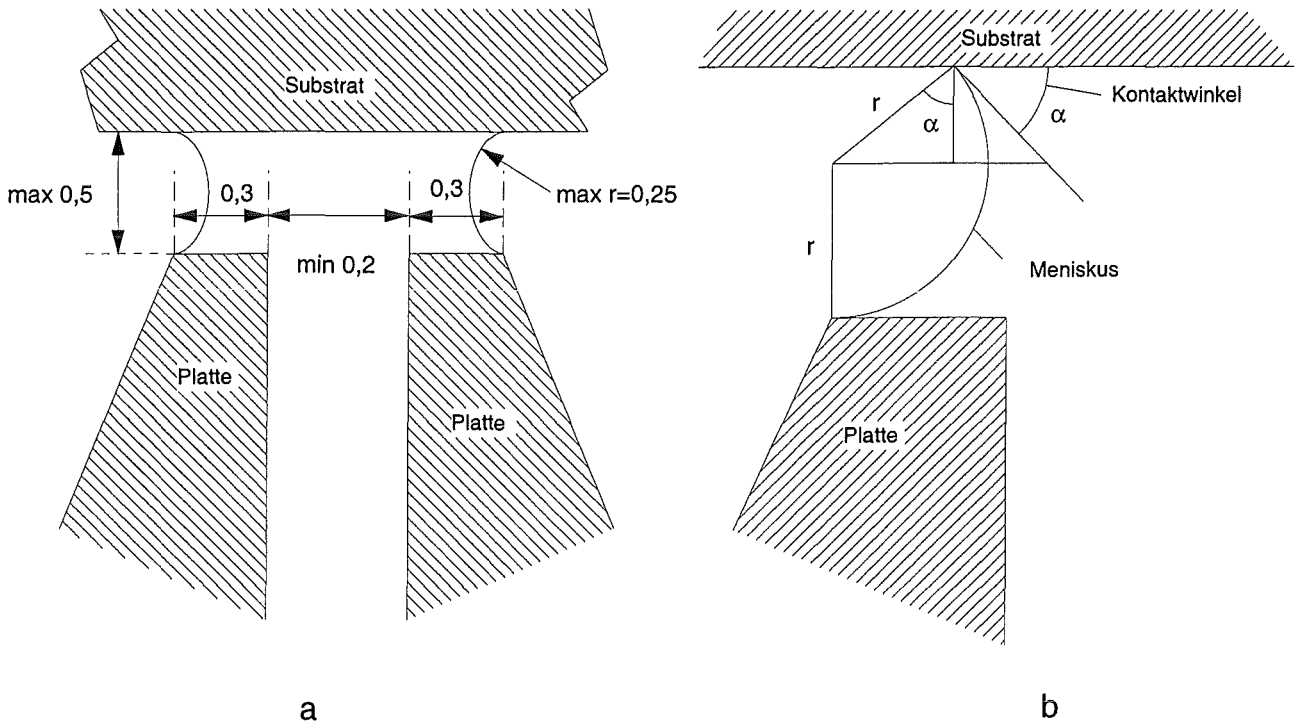 Substrat
max 0,5
0,3
0,3
max r=0,25
min 0,2
Platte
Platte
a
Substrat
r
α
Kontaktwinkel
α
r
Meniskus
Platte
b